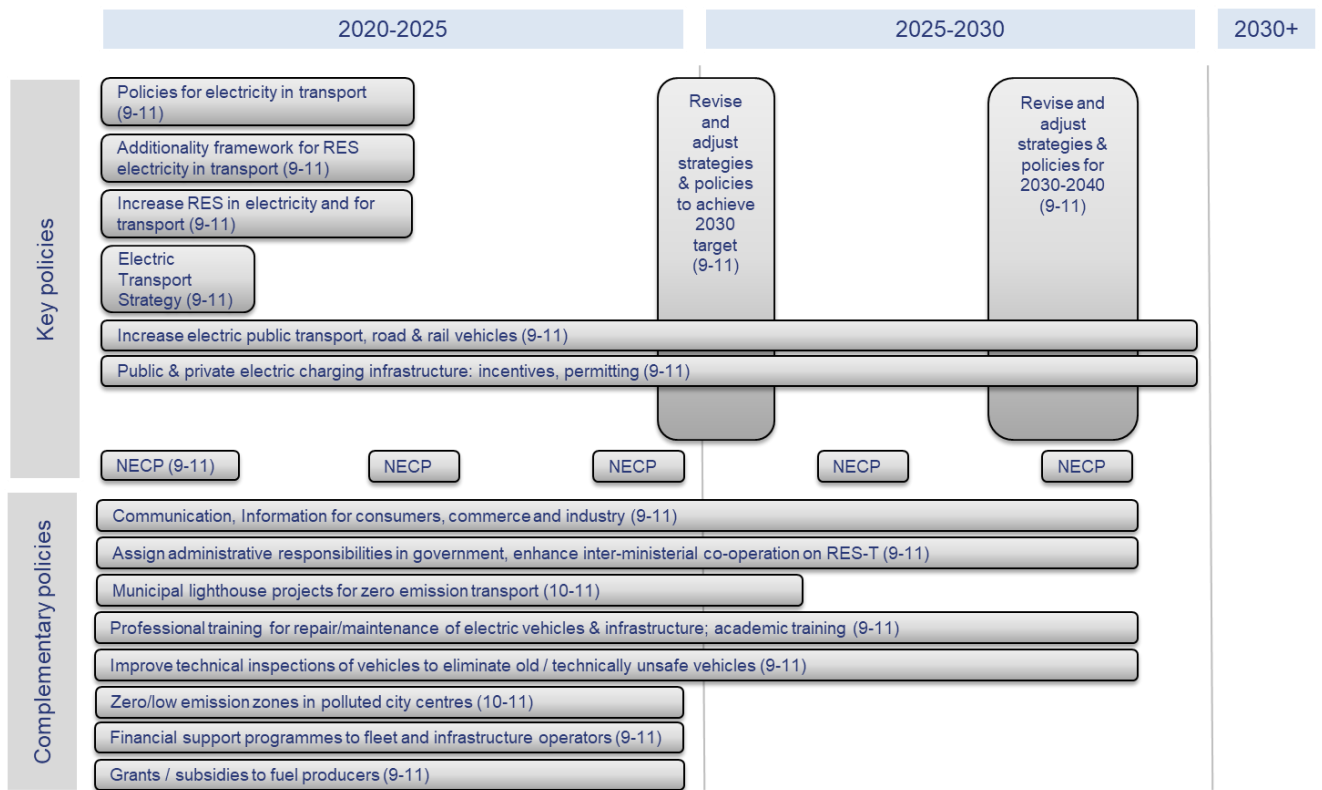 2020-2025
2025-2030
2030+
Key policies
Policies for electricity in transport
(9-11)
Additionality framework for RES
electricity in transport (9-11)
Increase RES in electricity and for
transport (9-11)
Electric
Transport
Strategy (9-11)
Revise
and
adjust
strategies
& policies
to achieve
2030
target
(9-11)
Revise and
adjust
strategies &
policies for
2030-2040
(9-11)
Increase electric public transport, road & rail vehicles (9-11)
Public & private electric charging infrastructure: incentives, permitting (9-11)
NECP (9-11)
NECP
NECP
NECP
NECP
Complementary policies
Communication, Information for consumers, commerce and industry (9-11)
Assign administrative responsibilities in government, enhance inter-ministerial co-operation on RES-T (9-11)
Municipal lighthouse projects for zero emission transport (10-11)
Professional training for repair/maintenance of electric vehicles & infrastructure; academic training (9-11)
Improve technical inspections of vehicles to eliminate old / technically unsafe vehicles (9-11)
Zero/low emission zones in polluted city centres (10-11)
Financial support programmes to fleet and infrastructure operators (9-11)
Grants / subsidies to fuel producers (9-11)